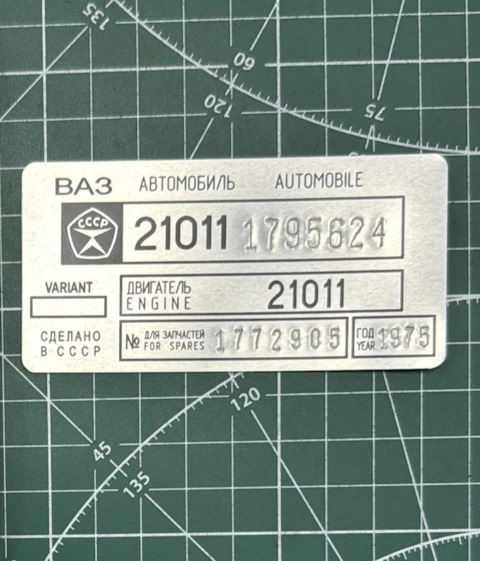 135
60
120
75
ВАЗ АВТОМОБИЛЬ AUTOMOBILE
СССР
21011 1795624
VARIANT
ДВИГАТЕЛЬ
ENGINE 21011
СДЕЛАНО
В СССР
№ ДЛЯ ЗАПЧАСТЕЙ
FOR SPARES 1772905
ГОД
YEAR 1975
120
45
135